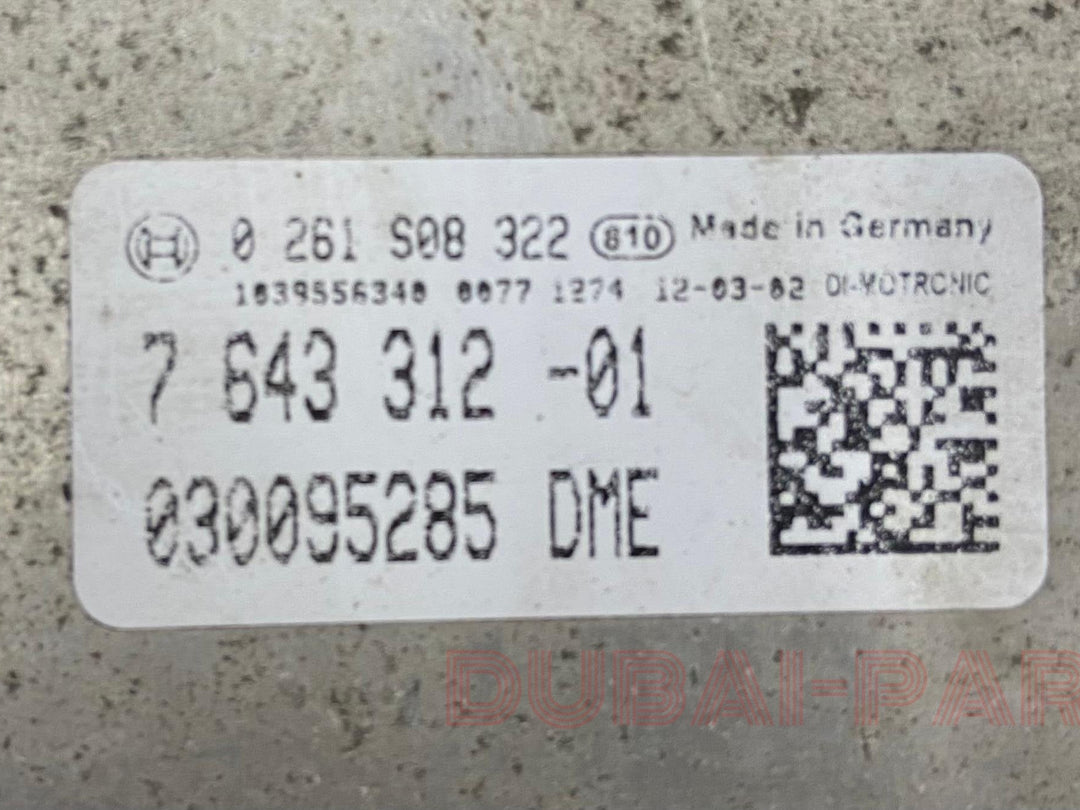 0 261 S08 322 810 Made in Germany
1039S56340 0077 1274 12-03-02 DI-MOTRONIC
7 643 312 -01
030095285 DME
DUBAI-PAR